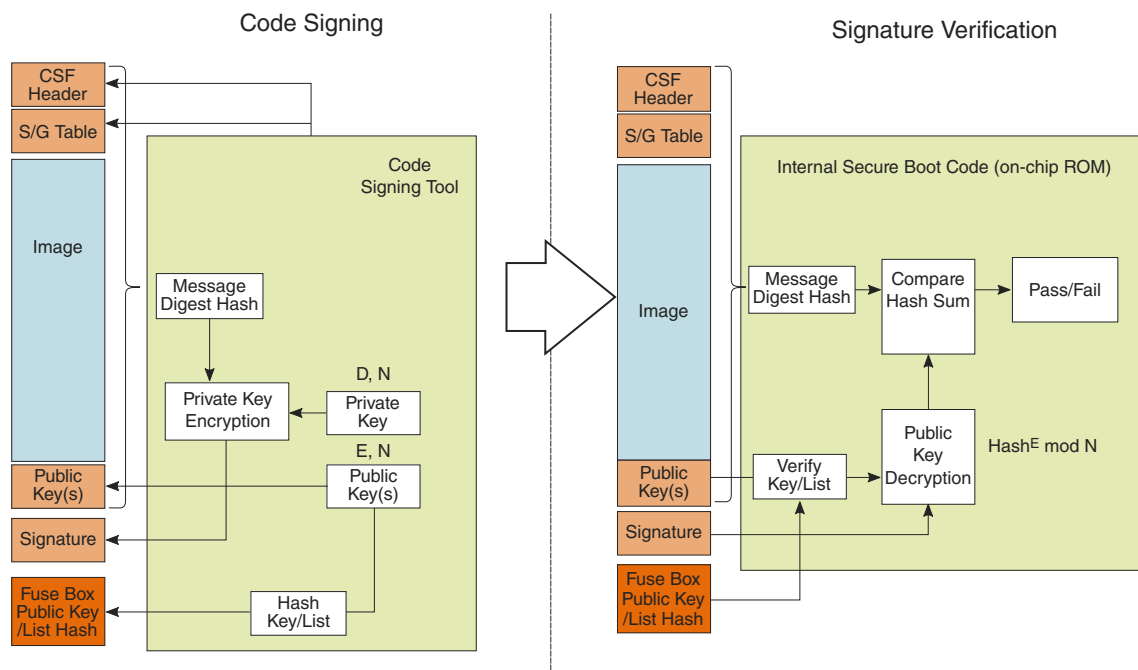 Code Signing
CSF
Header
S/G Table
Image
Public
Key(s)
Signature
Fuse Box
Public Key
/List Hash
Code
Signing Tool
Message
Digest Hash
Private Key
Encryption
D, N
Private
Key
E, N
Public
Key(s)
Hash
Key/List
Signature Verification
CSF
Header
S/G Table
Image
Public
Key(s)
Signature
Fuse Box
Public Key
/List Hash
Internal Secure Boot Code (on-chip ROM)
Message
Digest Hash
Compare
Hash Sum
Pass/Fail
Verify
Key/List
Public
Key
Decryption
Hash^E mod N